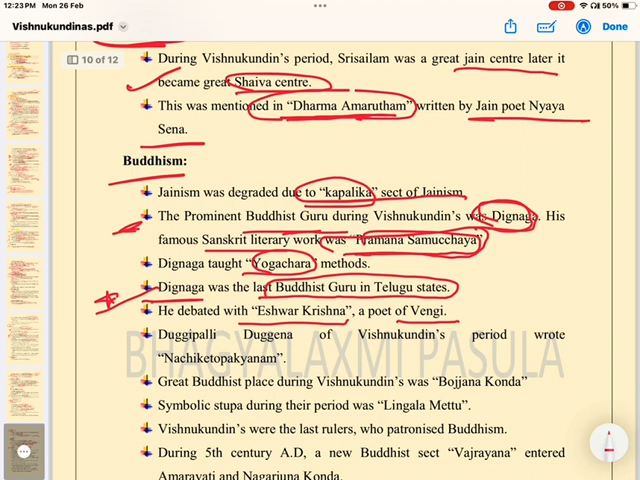 12:23 PM Mon 26 Feb
50%
Vishnukundinas.pdf
Done
10 of 12
During Vishnukundin's period, Srisailam was a great jain centre later it
became great Shaiva centre.
This was mentioned in “Dharma Amarutham” written by Jain poet Nyaya
Sena.
Buddhism:
Jainism was degraded due to “kapalika” sect of Jainism.
The Prominent Buddhist Guru during Vishnukundin's was Dignaga. His
famous Sanskrit literary work was “Pramana Samucchaya”
Dignaga taught “Yogachara” methods.
Dignaga was the last Buddhist Guru in Telugu states.
He debated with “Eshwar Krishna”, a poet of Vengi.
Duggipalli Duggena of Vishnukundin's period wrote
“Nachiketopakyanam”.
BHAGYALAXMI PASULA
Great Buddhist place during Vishnukundin's was “Bojjana Konda”
Symbolic stupa during their period was “Lingala Mettu”.
Vishnukundin's were the last rulers, who patronised Buddhism.
During 5th century A.D, a new Buddhist sect “Vajrayana” entered
Amaravati and Nagarjuna Konda.